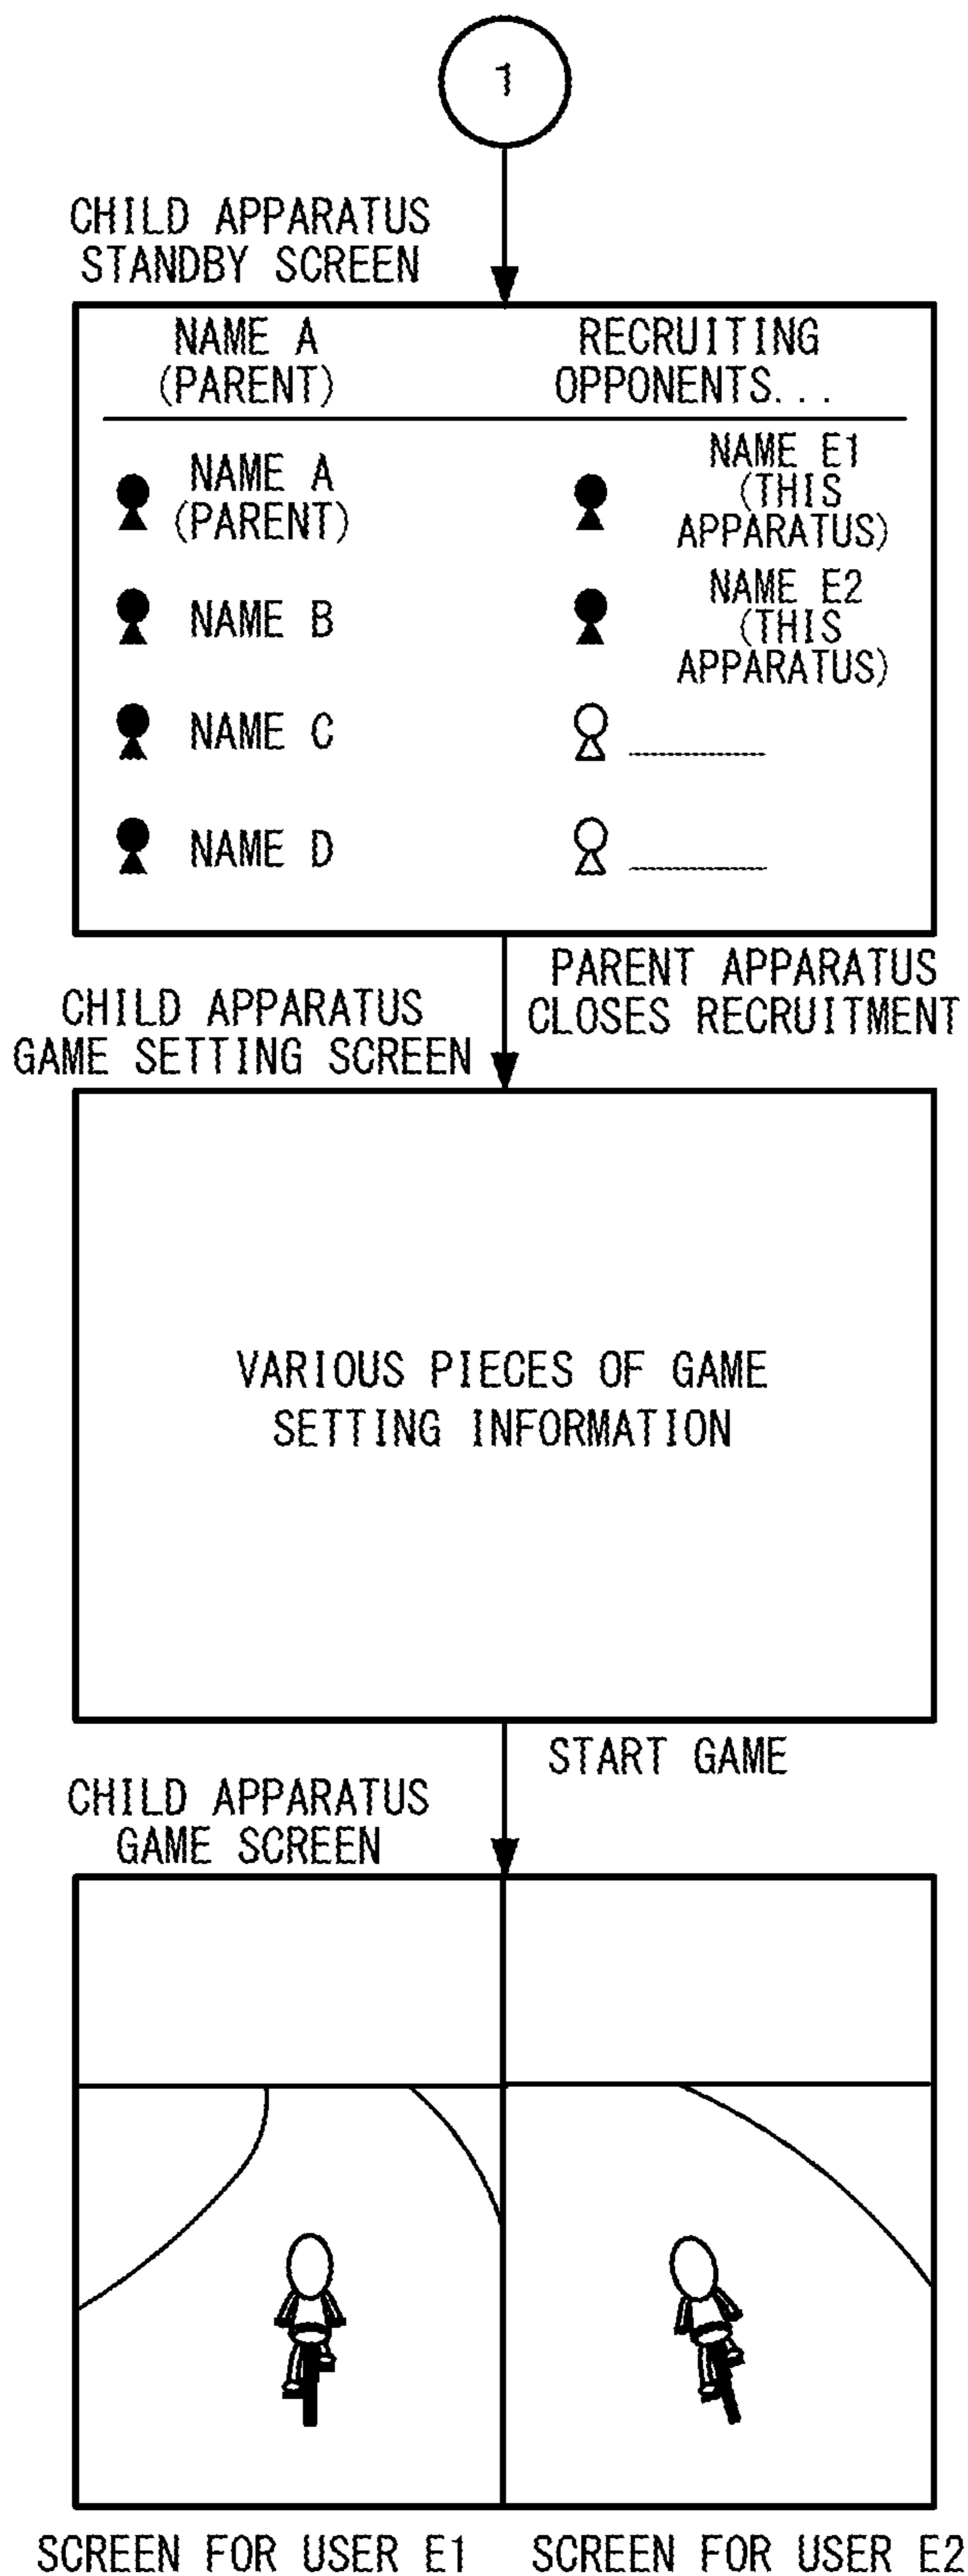 1
CHILD APPARATUS
STANDBY SCREEN
NAME A
(PARENT)
RECRUITING
OPPONENTS...
NAME A
(PARENT)
NAME E1
(THIS
APPARATUS)
NAME B
NAME E2
(THIS
APPARATUS)
NAME C
NAME D
PARENT APPARATUS
CLOSES RECRUITMENT
CHILD APPARATUS
GAME SETTING SCREEN
VARIOUS PIECES OF GAME
SETTING INFORMATION
START GAME
CHILD APPARATUS
GAME SCREEN
SCREEN FOR USER E1
SCREEN FOR USER E2